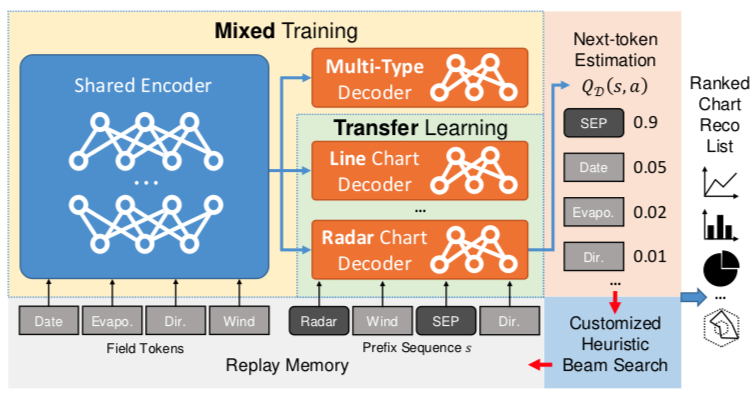 Mixed Training
Shared Encoder
...
Multi-Type
Decoder
Transfer Learning
Line Chart
Decoder
...
Radar Chart
Decoder
Next-token
Estimation
Q_D(s, a)
SEP 0.9
Date 0.05
Evapo. 0.02
Dir. 0.01
...
Ranked
Chart
Reco
List
...
Date Evapo. Dir. Wind
Field Tokens
Radar Wind SEP Dir.
Prefix Sequence s
Replay Memory
Customized
Heuristic
Beam Search